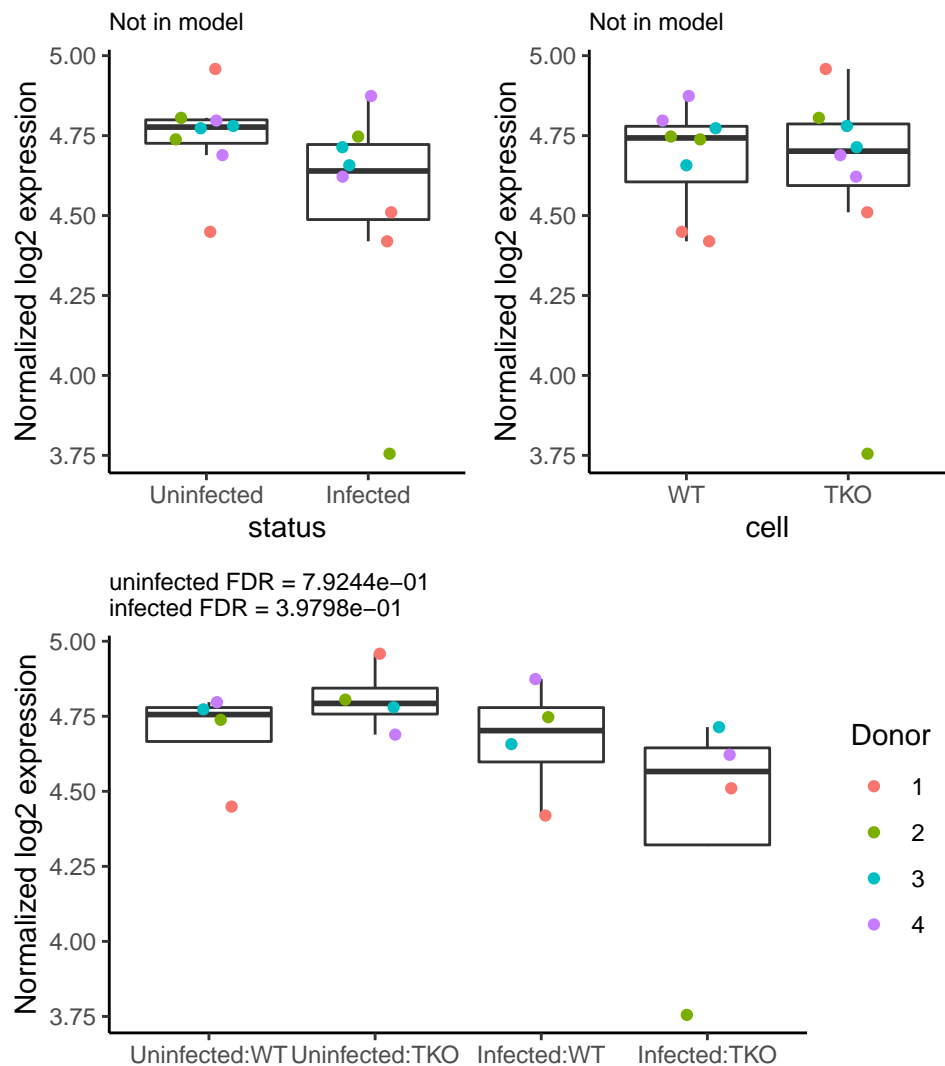 Not in model
Normalized log2 expression
5.00
4.75
4.50
4.25
4.00
3.75
Uninfected Infected
status
Not in model
Normalized log2 expression
5.00
4.75
4.50
4.25
4.00
3.75
WT TKO
cell
uninfected FDR = 7.9244e−01
infected FDR = 3.9798e−01
Normalized log2 expression
5.00
4.75
4.50
4.25
4.00
3.75
Uninfected:WT Uninfected:TKO Infected:WT Infected:TKO
Donor
1
2
3
4